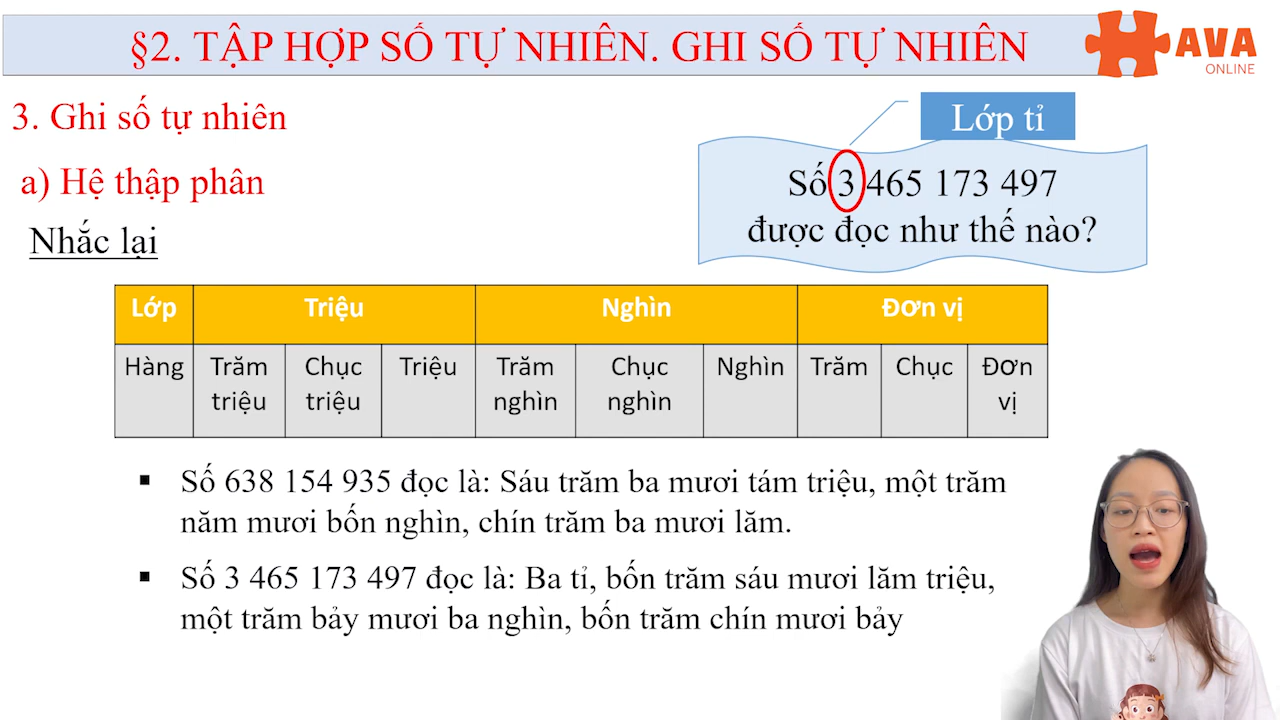 §2. TẬP HỢP SỐ TỰ NHIÊN. GHI SỐ TỰ NHIÊN
AVA
ONLINE
3. Ghi số tự nhiên
Lớp tỉ
a) Hệ thập phân
Số 3 465 173 497
được đọc như thế nào?
Nhắc lại
Lớp Triệu Nghìn Đơn vị
Hàng Trăm triệu Chục triệu Triệu Trăm nghìn Chục nghìn Nghìn Trăm Chục Đơn vị
▪ Số 638 154 935 đọc là: Sáu trăm ba mươi tám triệu, một trăm
năm mươi bốn nghìn, chín trăm ba mươi lăm.
▪ Số 3 465 173 497 đọc là: Ba tỉ, bốn trăm sáu mươi lăm triệu,
một trăm bảy mươi ba nghìn, bốn trăm chín mươi bảy